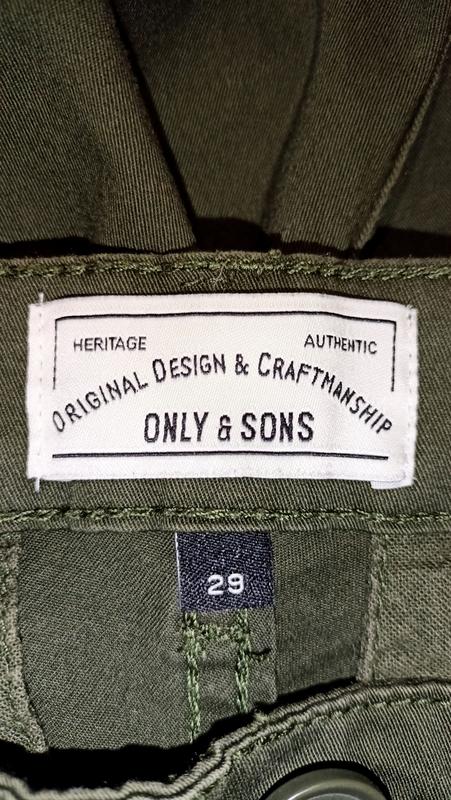 HERITAGE AUTHENTIC
ORIGINAL DESIGN & CRAFTMANSHIP
ONLY & SONS
29